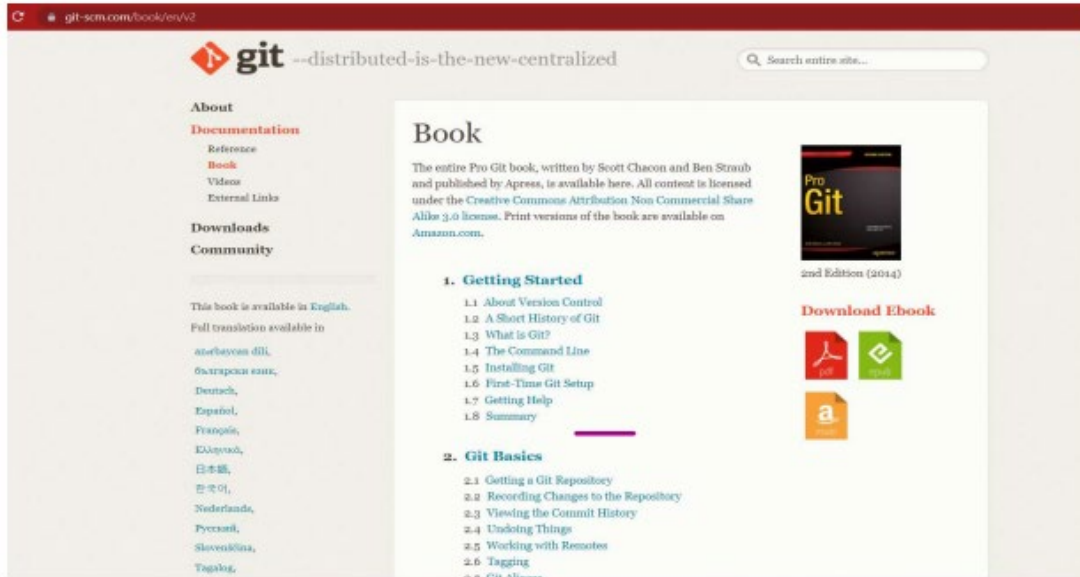 git-scm.com/book/en/v2
git --distributed-is-the-new-centralized
Search entire site...
About
Documentation
Reference
Book
Videos
External Links
Downloads
Community
This book is available in English.
Full translation available in
azərbaycan dili,
български език,
Deutsch,
Español,
Français,
Ελληνικά,
日本語,
한국어,
Nederlands,
Русский,
Slovenščina,
Tagalog,
Book
The entire Pro Git book, written by Scott Chacon and Ben Straub
and published by Apress, is available here. All content is licensed
under the Creative Commons Attribution Non Commercial Share
Alike 3.0 license. Print versions of the book are available on
Amazon.com.
1. Getting Started
1.1 About Version Control
1.2 A Short History of Git
1.3 What is Git?
1.4 The Command Line
1.5 Installing Git
1.6 First-Time Git Setup
1.7 Getting Help
1.8 Summary
2. Git Basics
2.1 Getting a Git Repository
2.2 Recording Changes to the Repository
2.3 Viewing the Commit History
2.4 Undoing Things
2.5 Working with Remotes
2.6 Tagging
Pro
Git
2nd Edition (2014)
Download Ebook
pdf
epub
a